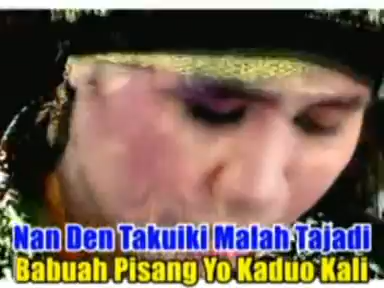 Nan Den Takuiki Malah Tajadi
Babuah Pisang Yo Kaduo Kali